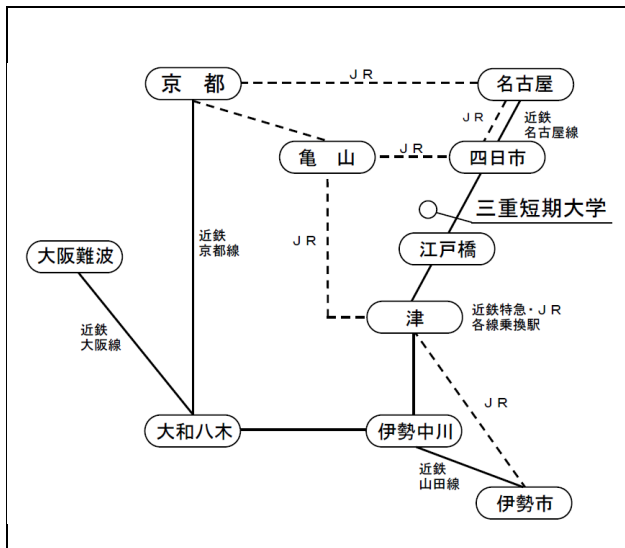 京 都
ＪＲ
名古屋
ＪＲ
近鉄
名古屋線
亀 山
ＪＲ
四日市
三重短期大学
ＪＲ
近鉄
京都線
江戸橋
大阪難波
津
近鉄特急・ＪＲ
各線乗換駅
近鉄
大阪線
ＪＲ
大和八木
伊勢中川
近鉄
山田線
伊勢市